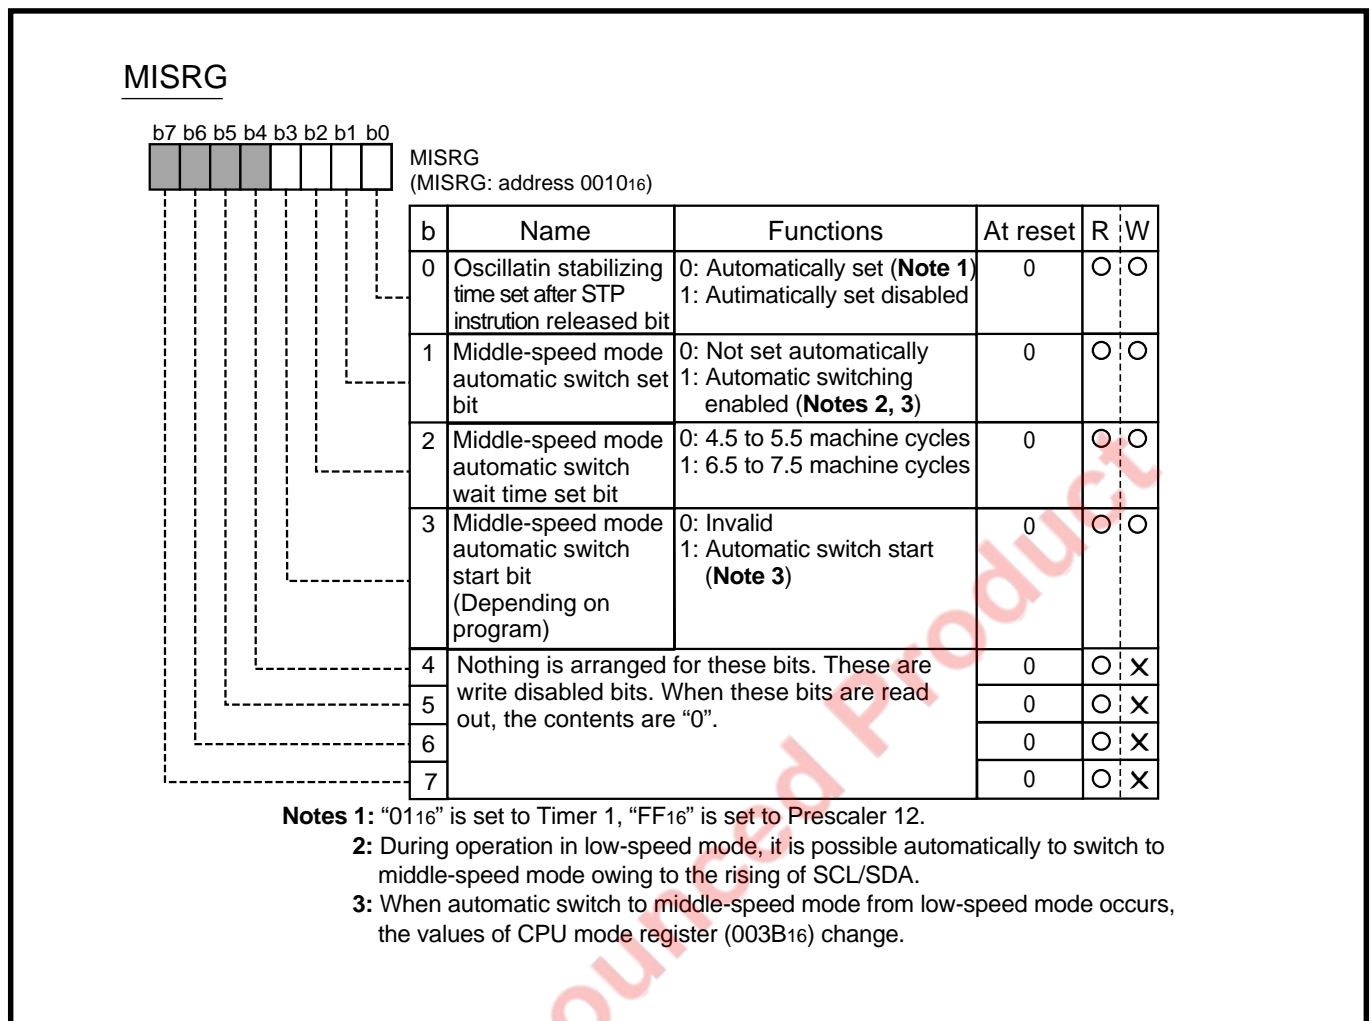 MISRG
b7 b6 b5 b4 b3 b2 b1 b0
MISRG
(MISRG: address 001016)
b Name Functions At reset R W
0 Oscillatin stabilizing time set after STP instrution released bit 0: Automatically set (Note 1) 1: Autimatically set disabled 0 O O
1 Middle-speed mode automatic switch set bit 0: Not set automatically 1: Automatic switching enabled (Notes 2, 3) 0 O O
2 Middle-speed mode automatic switch wait time set bit 0: 4.5 to 5.5 machine cycles 1: 6.5 to 7.5 machine cycles 0 O O
3 Middle-speed mode automatic switch start bit (Depending on program) 0: Invalid 1: Automatic switch start (Note 3) 0 O O
4 Nothing is arranged for these bits. These are write disabled bits. When these bits are read out, the contents are “0”. 0 O X
5 0 O X
6 0 O X
7 0 O X
Notes 1: “0116” is set to Timer 1, “FF16” is set to Prescaler 12.
2: During operation in low-speed mode, it is possible automatically to switch to
middle-speed mode owing to the rising of SCL/SDA.
3: When automatic switch to middle-speed mode from low-speed mode occurs,
the values of CPU mode register (003B16) change.
ounced Product